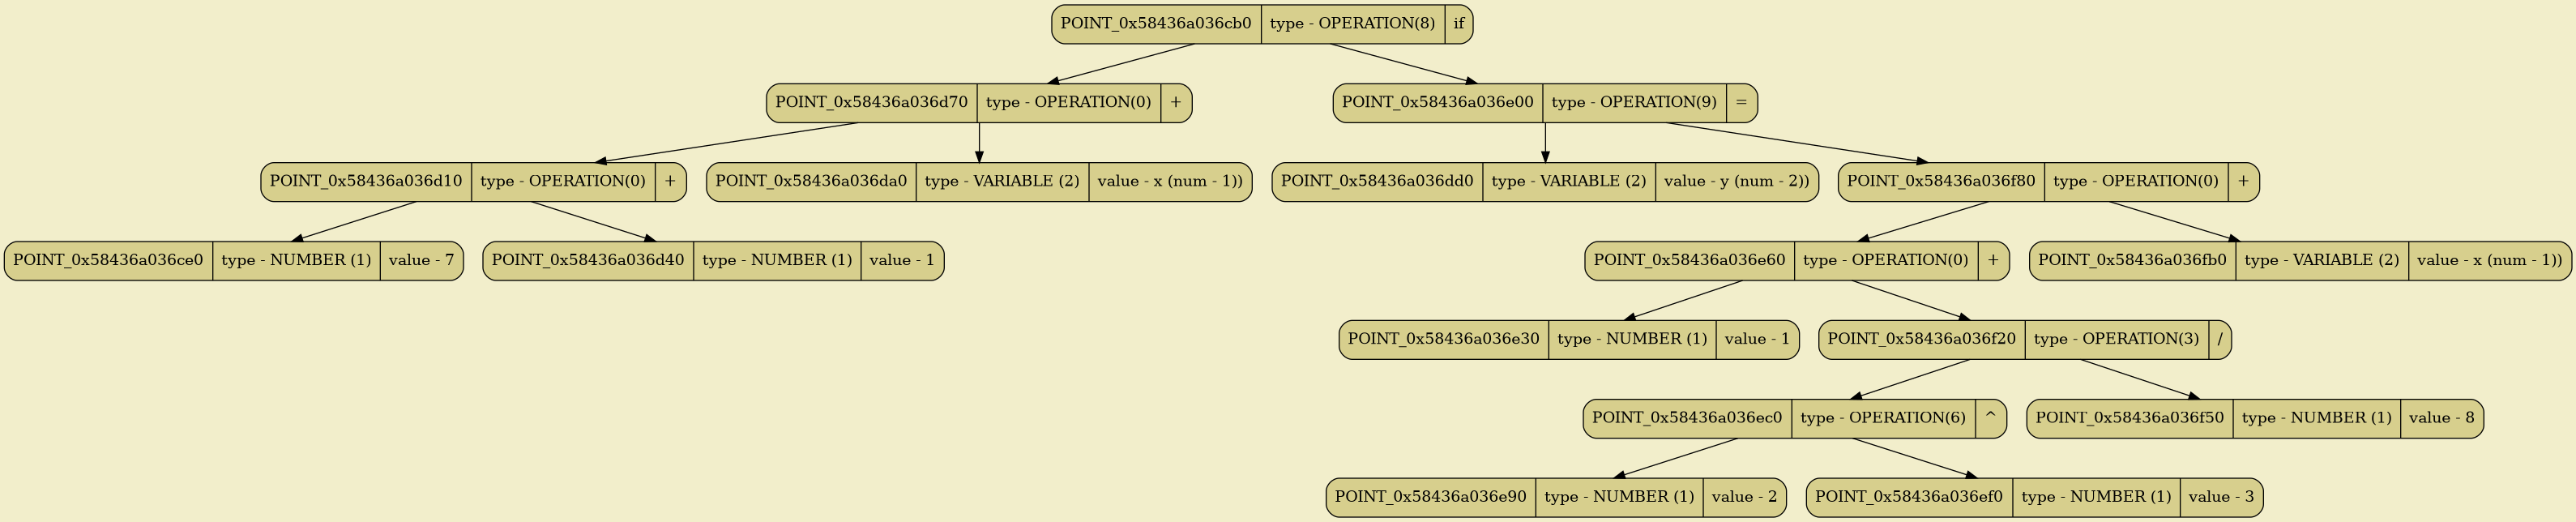 POINT_0x58436a036cb0 type - OPERATION(8) if
POINT_0x58436a036d70 type - OPERATION(0) +
POINT_0x58436a036e00 type - OPERATION(9) =
POINT_0x58436a036d10 type - OPERATION(0) +
POINT_0x58436a036da0 type - VARIABLE (2) value - x (num - 1))
POINT_0x58436a036dd0 type - VARIABLE (2) value - y (num - 2))
POINT_0x58436a036f80 type - OPERATION(0) +
POINT_0x58436a036ce0 type - NUMBER (1) value - 7
POINT_0x58436a036d40 type - NUMBER (1) value - 1
POINT_0x58436a036e60 type - OPERATION(0) +
POINT_0x58436a036fb0 type - VARIABLE (2) value - x (num - 1))
POINT_0x58436a036e30 type - NUMBER (1) value - 1
POINT_0x58436a036f20 type - OPERATION(3) /
POINT_0x58436a036ec0 type - OPERATION(6) ^
POINT_0x58436a036f50 type - NUMBER (1) value - 8
POINT_0x58436a036e90 type - NUMBER (1) value - 2
POINT_0x58436a036ef0 type - NUMBER (1) value - 3